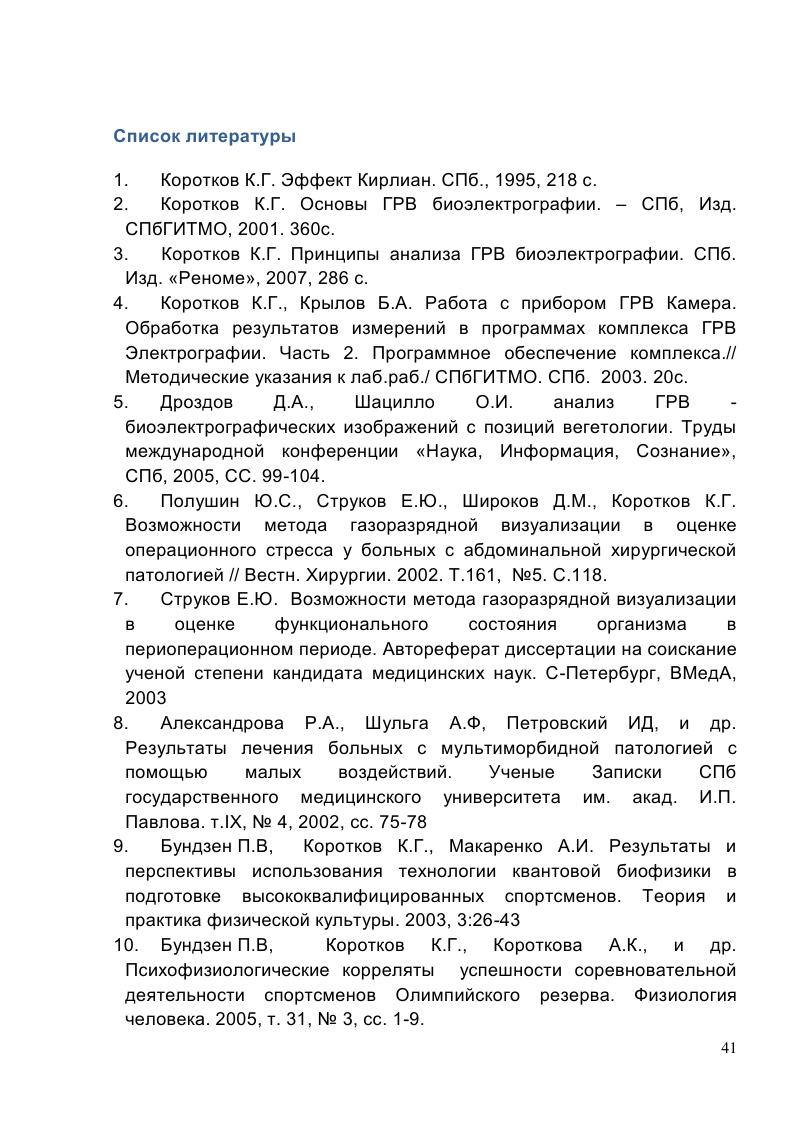 Список литературы
1. Коротков К.Г. Эффект Кирлиан. СПб., 1995, 218 с.
2. Коротков К.Г. Основы ГРВ биоэлектрографии. – СПб, Изд.
СПбГИТМО, 2001. 360с.
3. Коротков К.Г. Принципы анализа ГРВ биоэлектрографии. СПб.
Изд. «Реноме», 2007, 286 с.
4. Коротков К.Г., Крылов Б.А. Работа с прибором ГРВ Камера.
Обработка результатов измерений в программах комплекса ГРВ
Электрографии. Часть 2. Программное обеспечение комплекса.//
Методические указания к лаб.раб./ СПбГИТМО. СПб. 2003. 20с.
5. Дроздов Д.А., Шацилло О.И. анализ ГРВ -
биоэлектрографических изображений с позиций вегетологии. Труды
международной конференции «Наука, Информация, Сознание»,
СПб, 2005, СС. 99-104.
6. Полушин Ю.С., Струков Е.Ю., Широков Д.М., Коротков К.Г.
Возможности метода газоразрядной визуализации в оценке
операционного стресса у больных с абдоминальной хирургической
патологией // Вестн. Хирургии. 2002. Т.161, №5. С.118.
7. Струков Е.Ю. Возможности метода газоразрядной визуализации
в оценке функционального состояния организма в
периоперационном периоде. Автореферат диссертации на соискание
ученой степени кандидата медицинских наук. С-Петербург, ВМедА,
2003
8. Александрова Р.А., Шульга А.Ф, Петровский ИД, и др.
Результаты лечения больных с мультиморбидной патологией с
помощью малых воздействий. Ученые Записки СПб
государственного медицинского университета им. акад. И.П.
Павлова. т.IX, № 4, 2002, сс. 75-78
9. Бундзен П.В, Коротков К.Г., Макаренко А.И. Результаты и
перспективы использования технологии квантовой биофизики в
подготовке высококвалифицированных спортсменов. Теория и
практика физической культуры. 2003, 3:26-43
10. Бундзен П.В, Коротков К.Г., Короткова А.К., и др.
Психофизиологические корреляты успешности соревновательной
деятельности спортсменов Олимпийского резерва. Физиология
человека. 2005, т. 31, № 3, сс. 1-9.
41